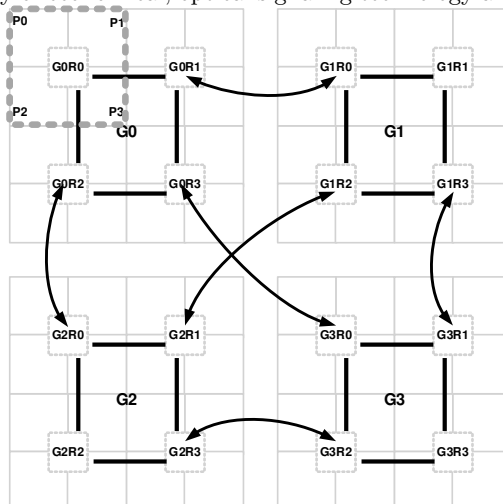 P0 P1
G0R0 G0R1 G1R0 G1R1
P2 P3
G0 G1
G0R2 G0R3 G1R2 G1R3
G2R0 G2R1 G3R0 G3R1
G2 G3
G2R2 G2R3 G3R2 G3R3